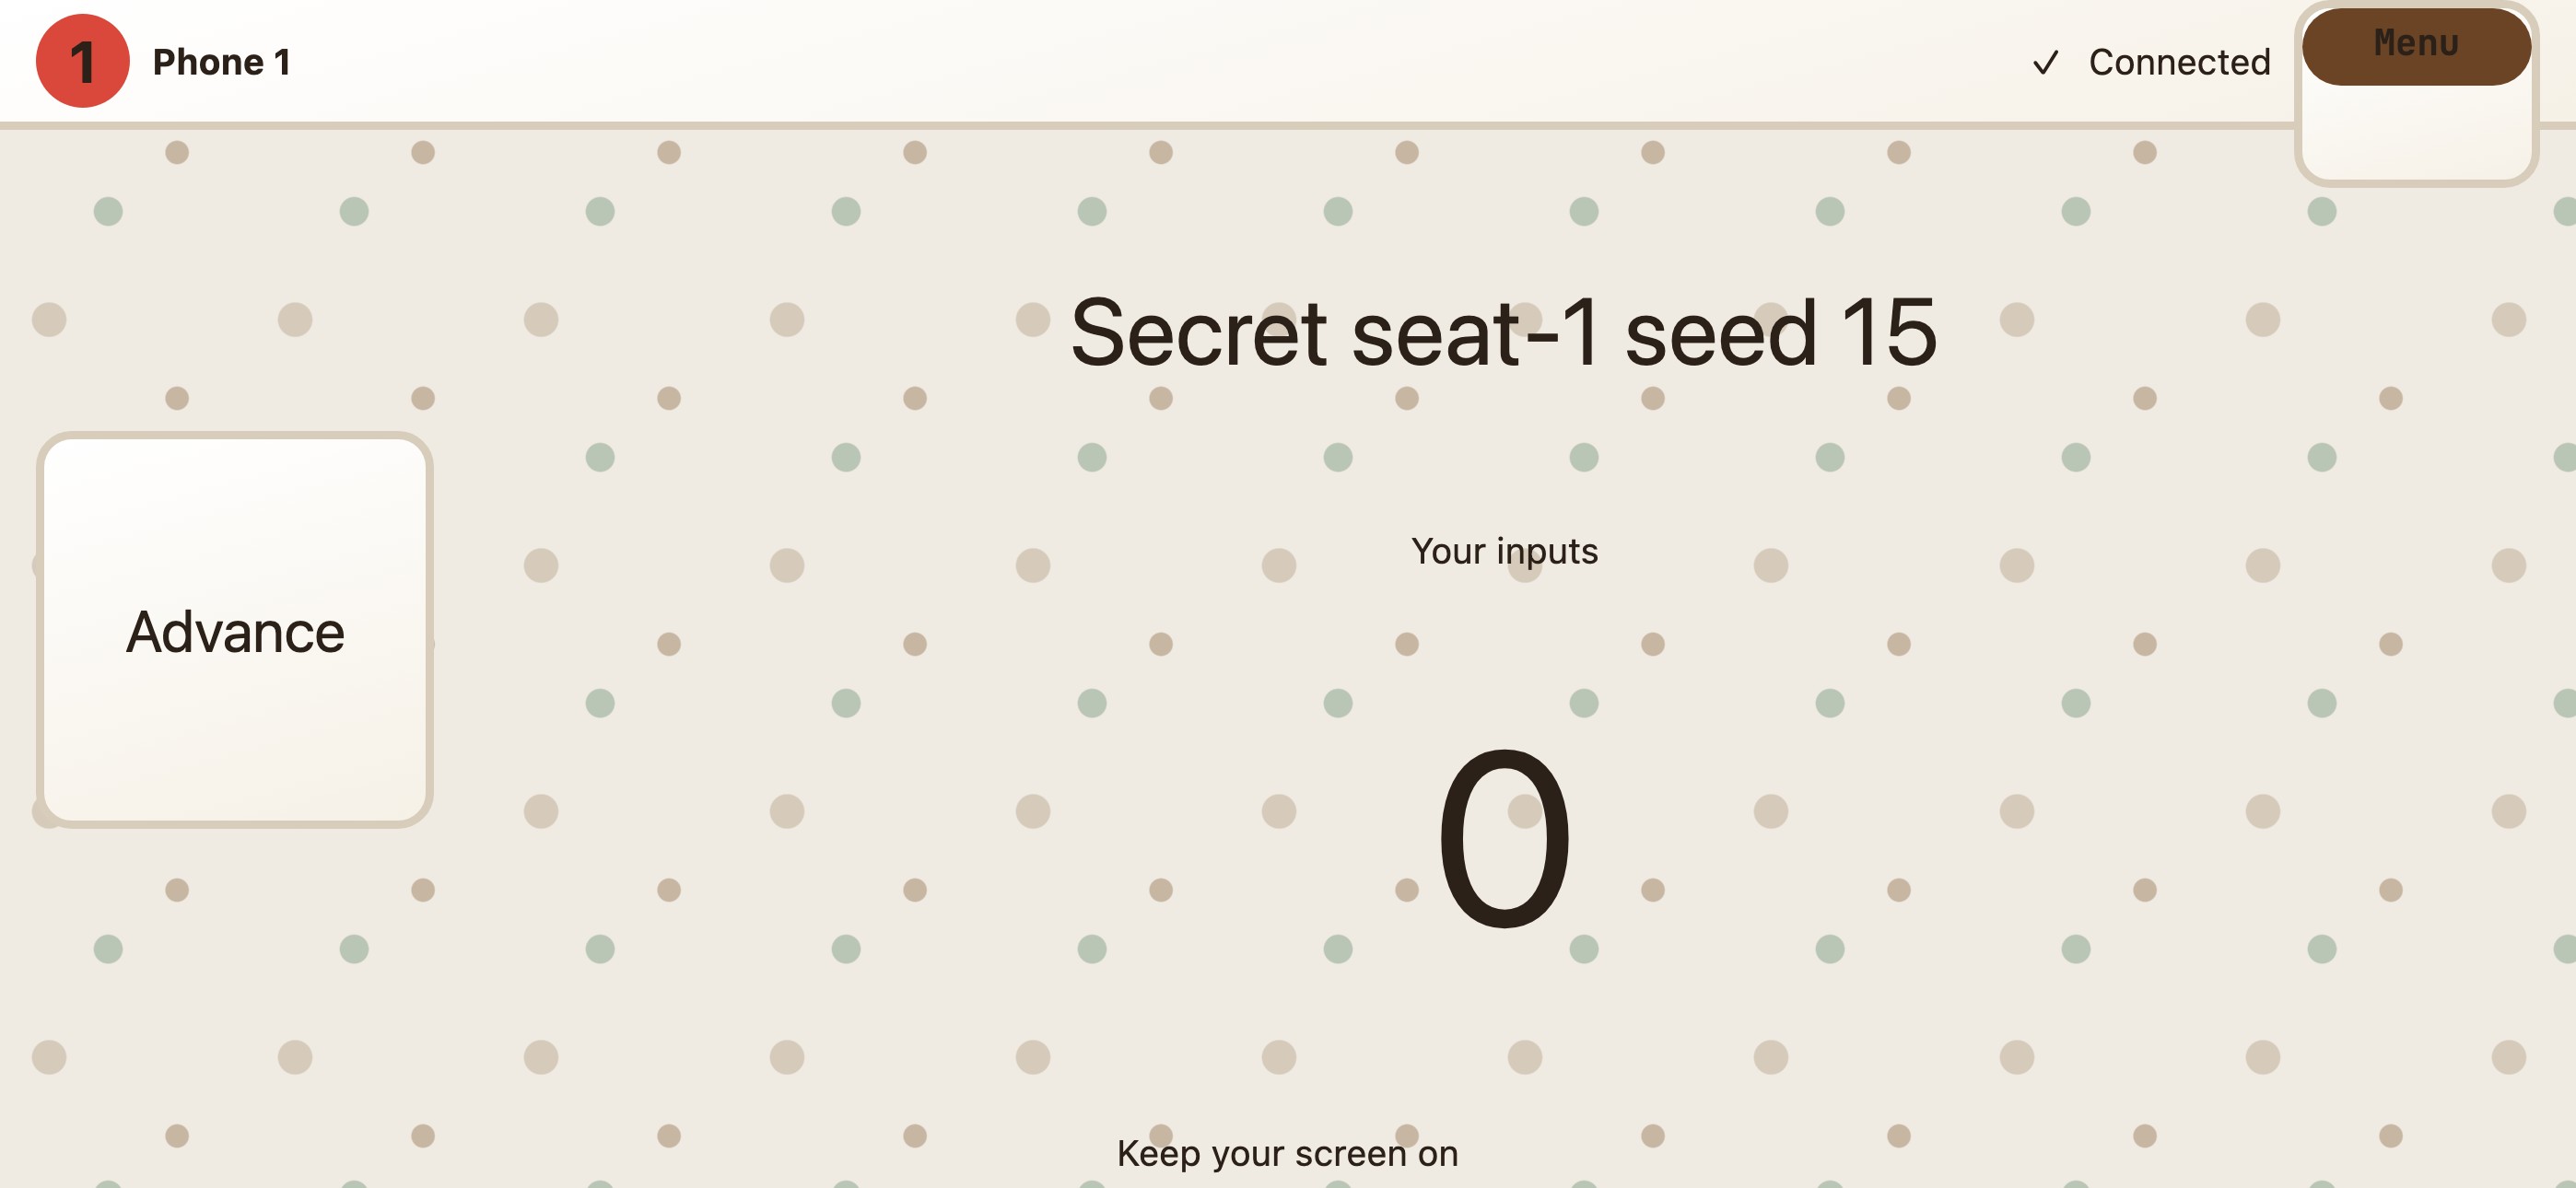 1 Phone 1 ✓ Connected Menu
Secret seat-1 seed 15
Your inputs
Advance
0
Keep your screen on